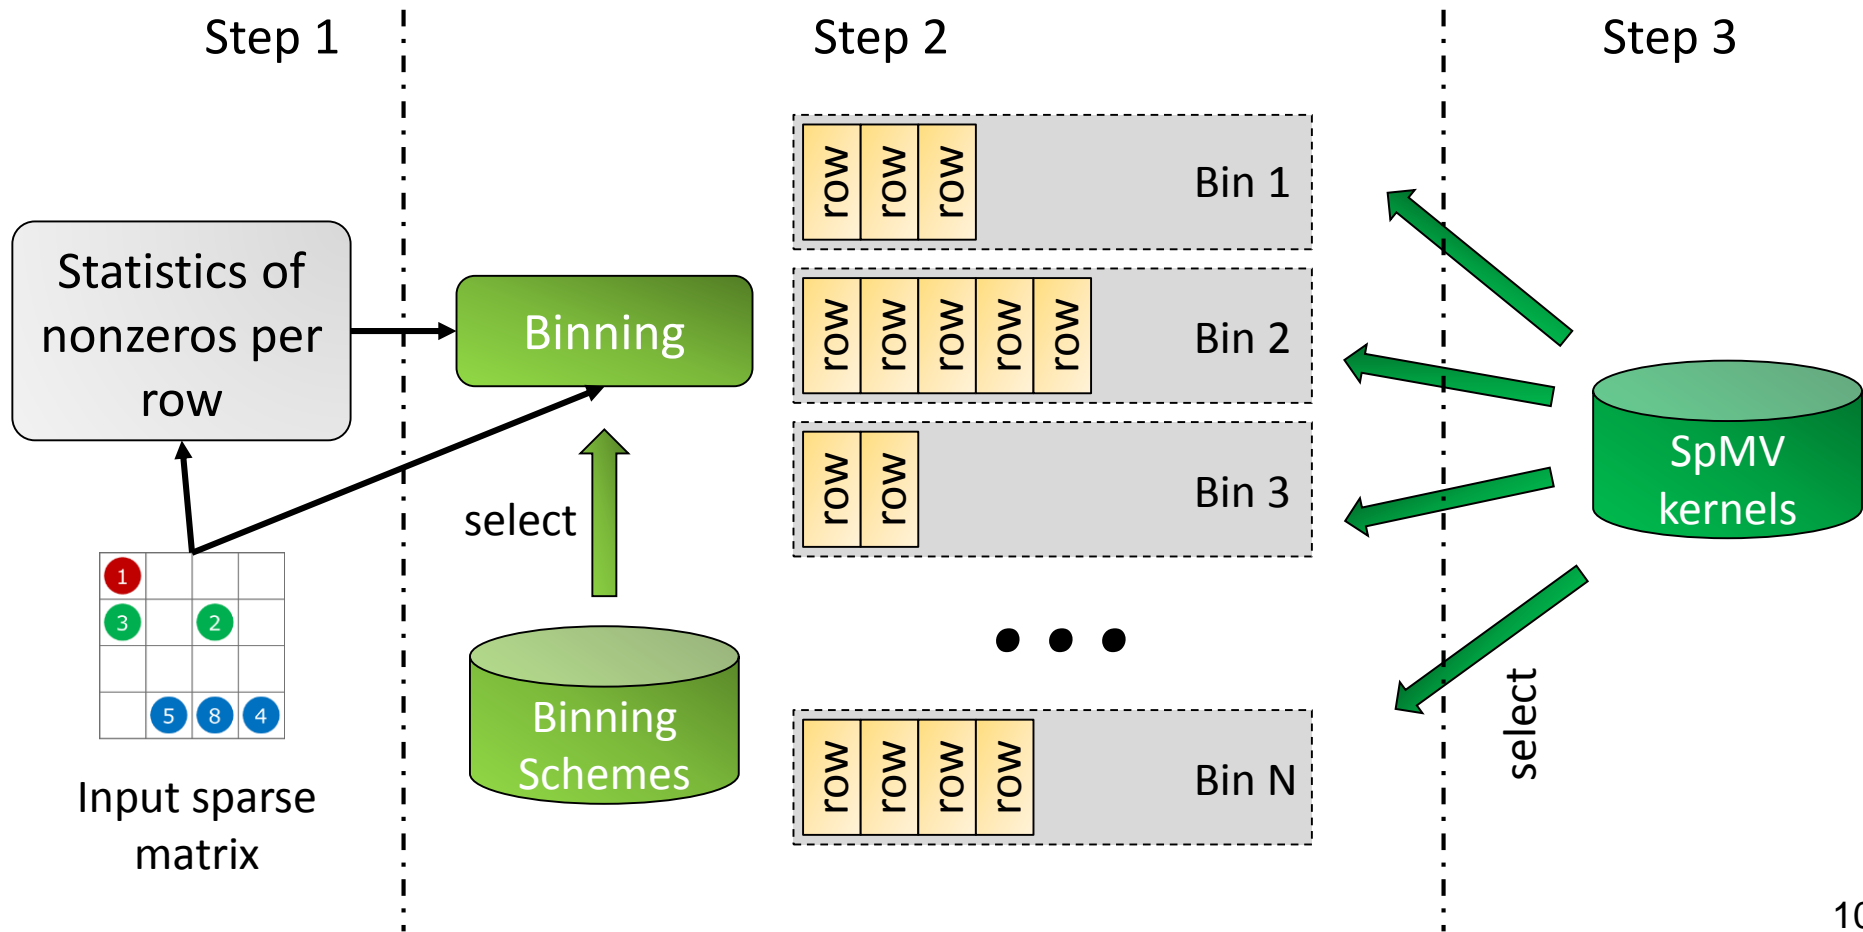 Step 1
Step 2
Step 3
Statistics of
nonzeros per
row
1
3
2
5
8
4
Input sparse
matrix
Binning
select
Binning
Schemes
row
row
row
Bin 1
row
row
row
row
row
Bin 2
row
row
Bin 3
• • •
row
row
row
row
Bin N
SpMV
kernels
select
10